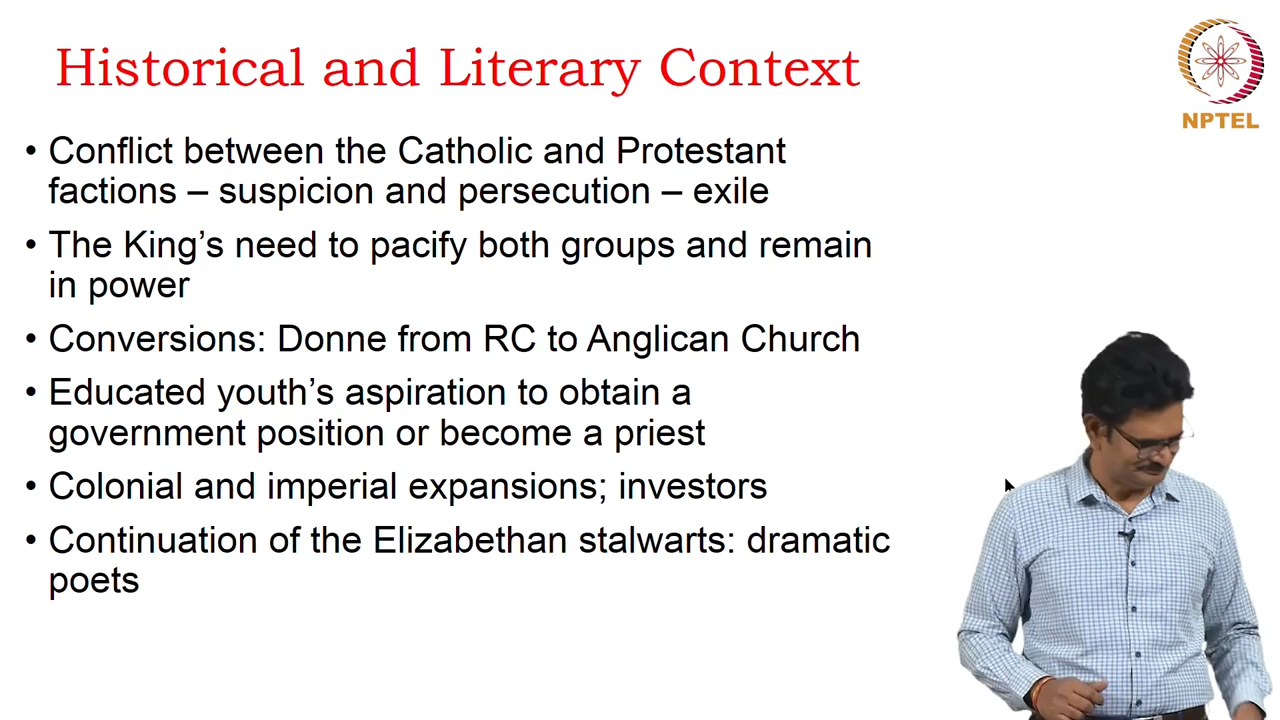 Historical and Literary Context
NPTEL
• Conflict between the Catholic and Protestant
factions – suspicion and persecution – exile
• The King’s need to pacify both groups and remain
in power
• Conversions: Donne from RC to Anglican Church
• Educated youth’s aspiration to obtain a
government position or become a priest
• Colonial and imperial expansions; investors
• Continuation of the Elizabethan stalwarts: dramatic
poets